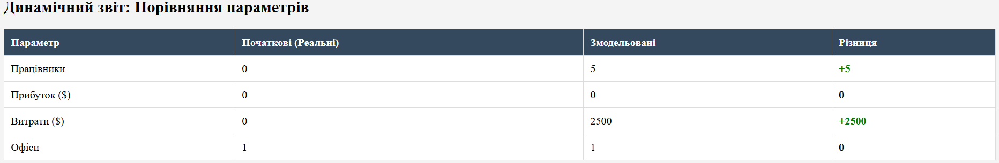 Динамічний звіт: Порівняння параметрів
Параметр Початкові (Реальні) Змодельовані Різниця
Працівники 0 5 +5
Прибуток ($) 0 0 0
Витрати ($) 0 2500 +2500
Офіси 1 1 0